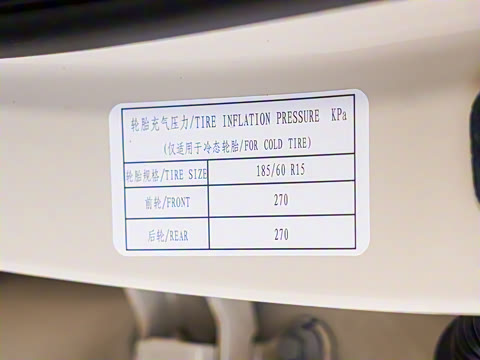 轮胎充气压力/TIRE INFLATION PRESSURE KPa
(仅适用于冷态轮胎/FOR COLD TIRE)
轮胎规格/TIRE SIZE 185/60 R15
前轮/FRONT 270
后轮/REAR 270